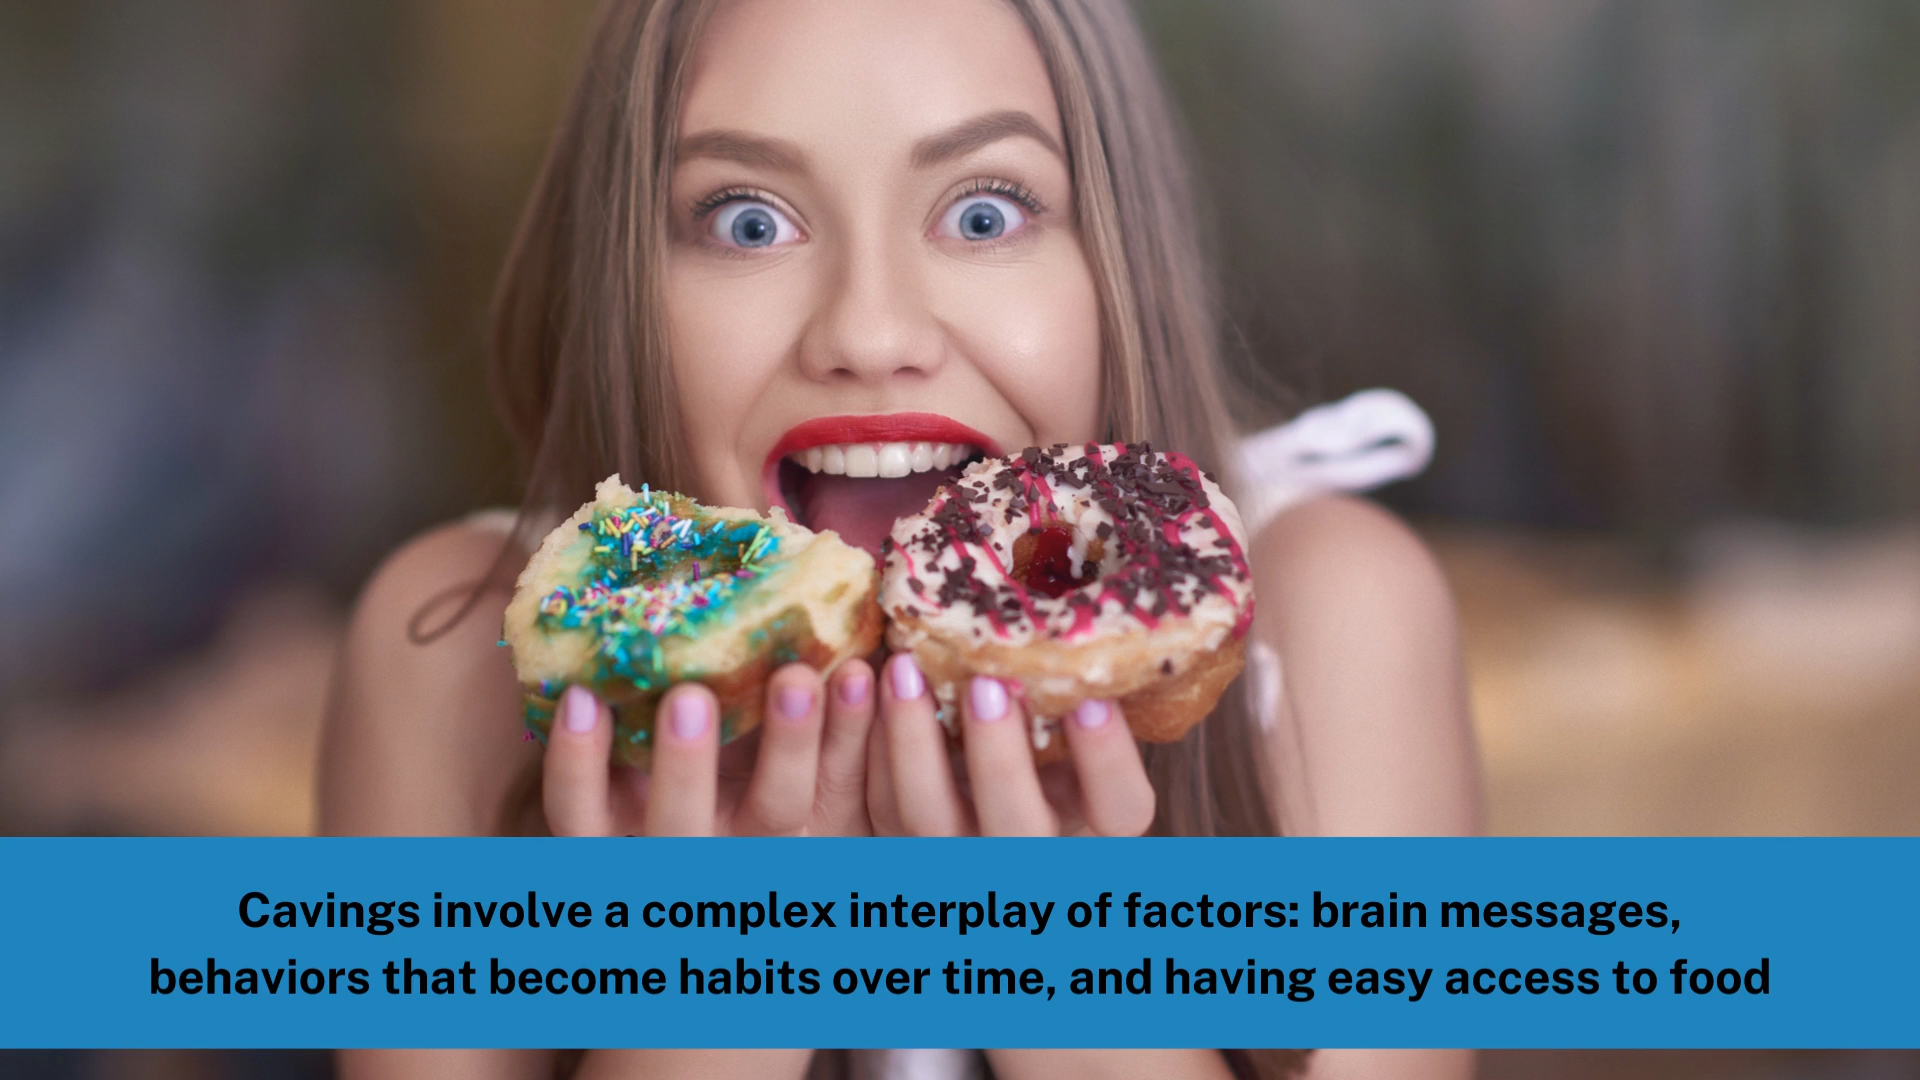 Cavings involve a complex interplay of factors: brain messages,
behaviors that become habits over time, and having easy access to food